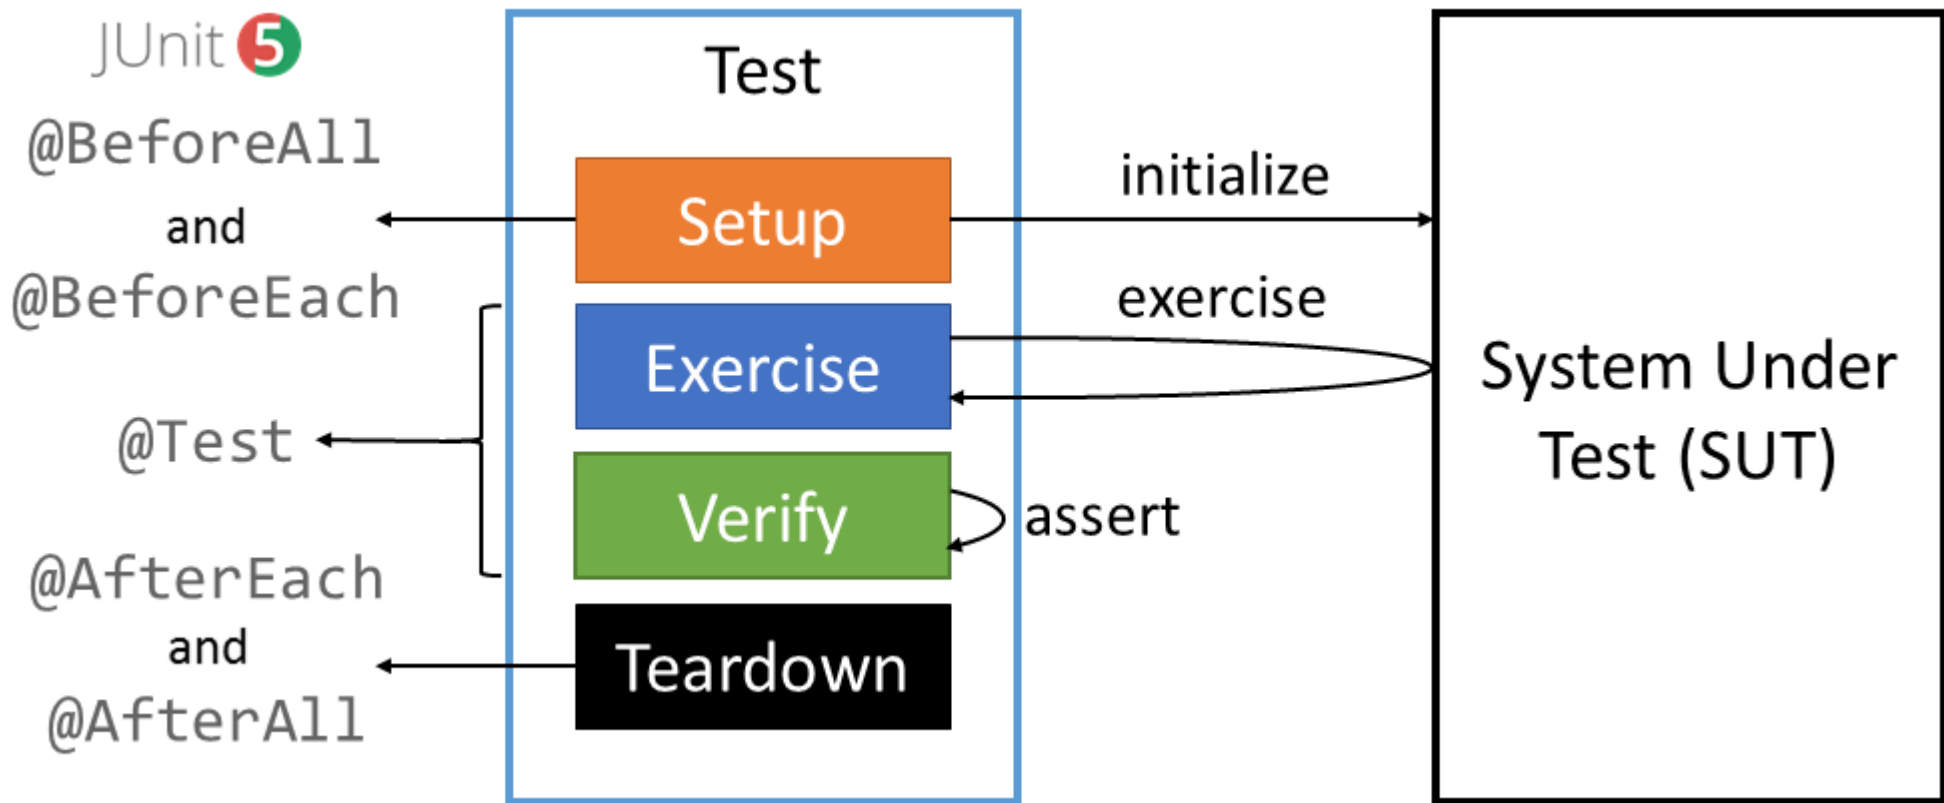 JUnit 5
@BeforeAll
and
@BeforeEach
@Test
@AfterEach
and
@AfterAll
Test
Setup
Exercise
Verify
Teardown
initialize
exercise
assert
System Under
Test (SUT)